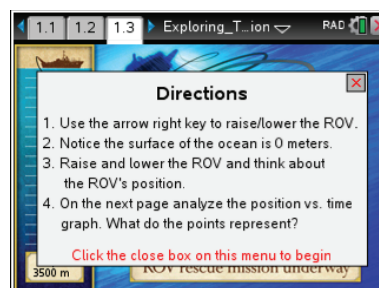 1.1 1.2 1.3 Exploring_T...ion RAD
Directions
1. Use the arrow right key to raise/lower the ROV.
2. Notice the surface of the ocean is 0 meters.
3. Raise and lower the ROV and think about
the ROV's position.
4. On the next page analyze the position vs. time
graph. What do the points represent?
Click the close box on this menu to begin
3500 m
ROV rescue mission underway